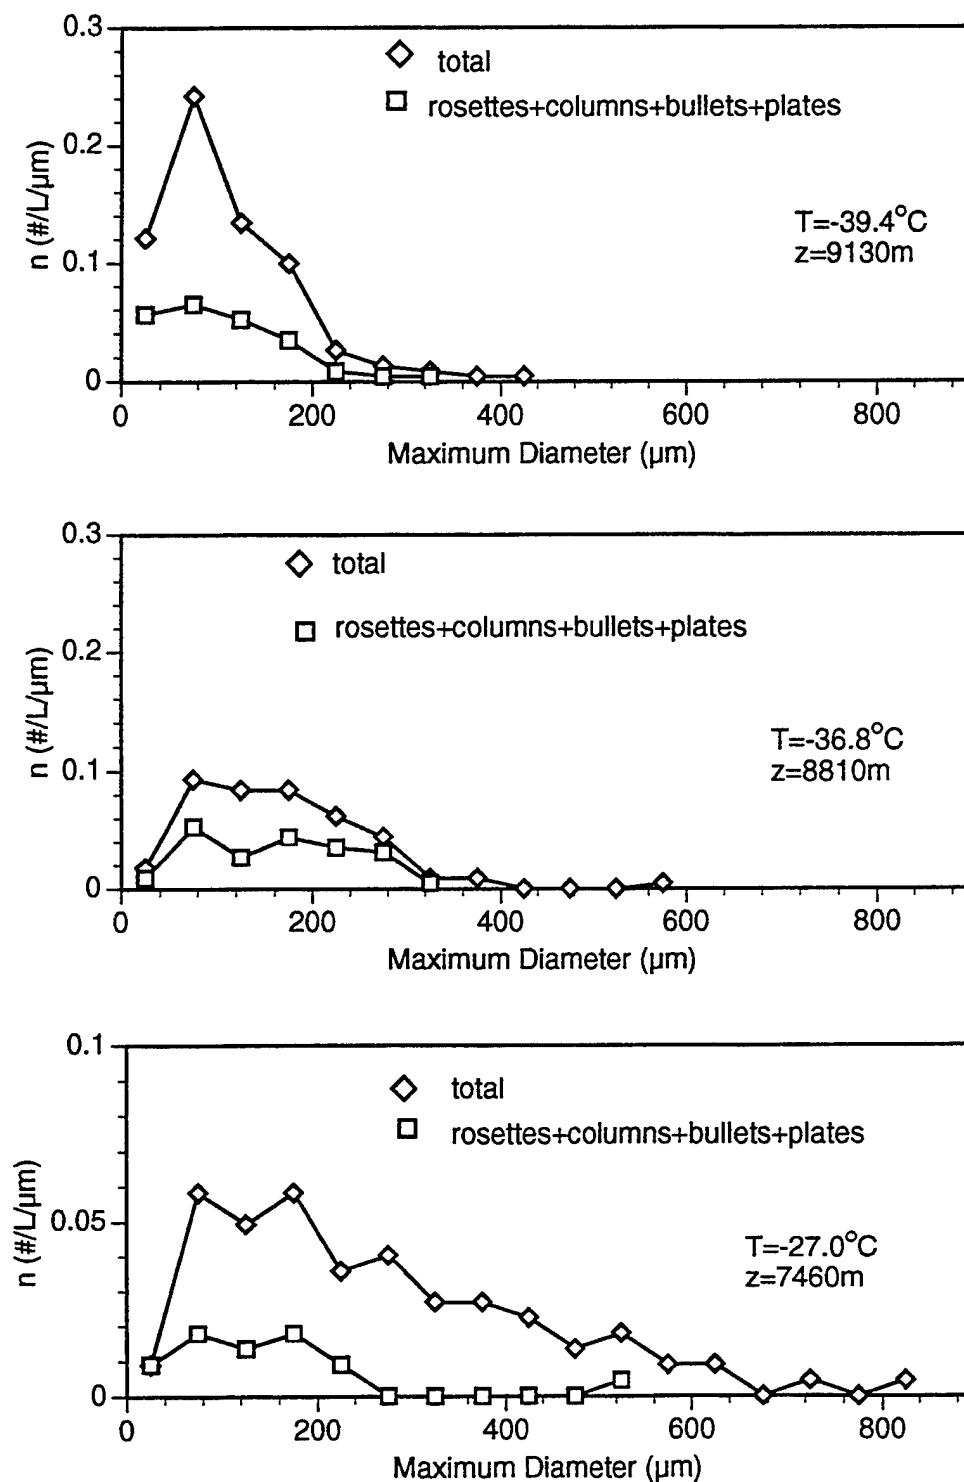 0.3
total
rosettes+columns+bullets+plates
0.2
n (#/L/µm)
T=-39.4°C
z=9130m
0.1
0
0 200 400 600 800
Maximum Diameter (µm)
0.3
total
rosettes+columns+bullets+plates
0.2
n (#/L/µm)
T=-36.8°C
z=8810m
0.1
0
0 200 400 600 800
Maximum Diameter (µm)
0.1
total
rosettes+columns+bullets+plates
n (#/L/µm)
0.05
T=-27.0°C
z=7460m
0
0 200 400 600 800
Maximum Diameter (µm)